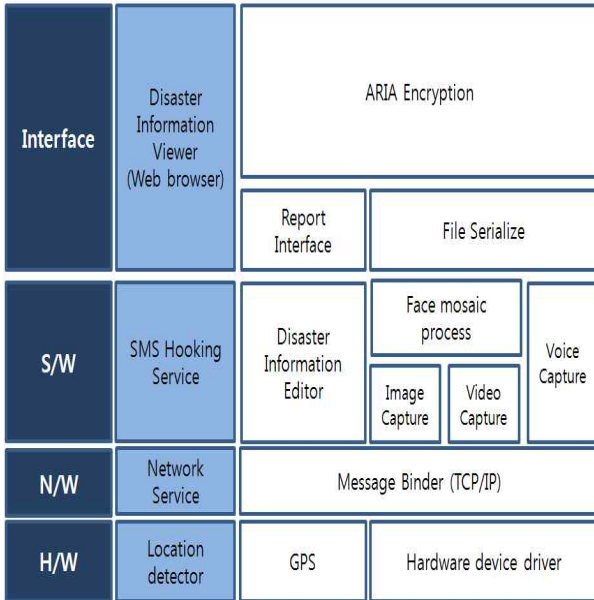 Interface
Disaster
Information
Viewer
(Web browser)
ARIA Encryption
Report
Interface
File Serialize
S/W
SMS Hooking
Service
Disaster
Information
Editor
Face mosaic
process
Image
Capture
Video
Capture
Voice
Capture
N/W
Network
Service
Message Binder (TCP/IP)
H/W
Location
detector
GPS
Hardware device driver